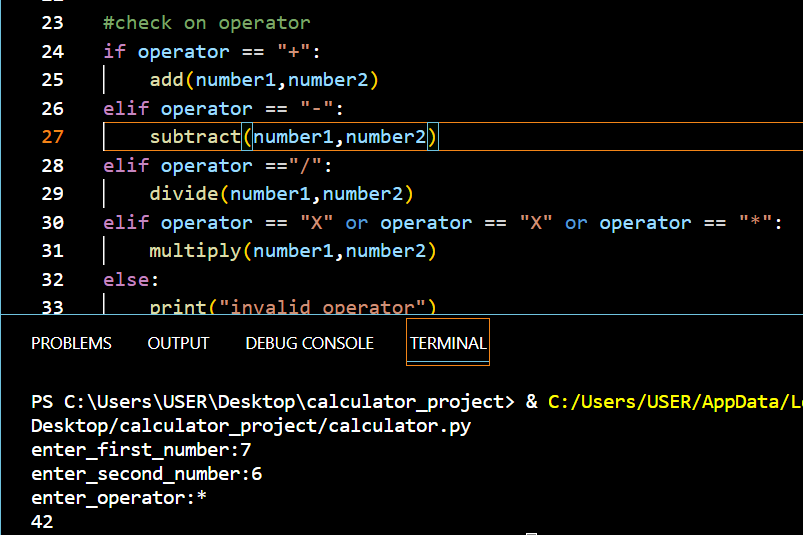 23 #check on operator
24 if operator == "+":
25 add(number1,number2)
26 elif operator == "-":
27 subtract(number1,number2)
28 elif operator =="/":
29 divide(number1,number2)
30 elif operator == "X" or operator == "X" or operator == "*":
31 multiply(number1,number2)
32 else:
33 print("invalid operator")
PROBLEMS OUTPUT DEBUG CONSOLE TERMINAL
PS C:\Users\USER\Desktop\calculator_project> & C:/Users/USER/AppData/
Desktop/calculator_project/calculator.py
enter_first_number:7
enter_second_number:6
enter_operator:*
42